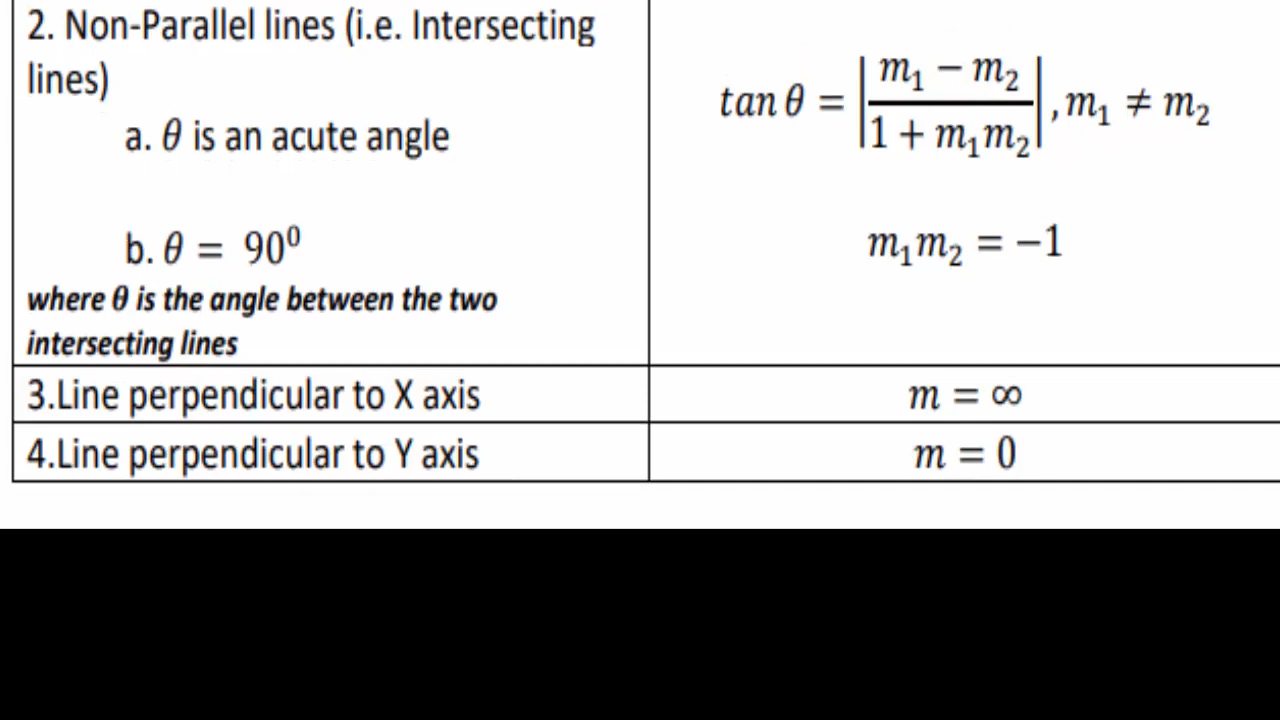 2. Non-Parallel lines (i.e. Intersecting
lines)
a. θ is an acute angle
tan θ = |(m₁ − m₂)/(1 + m₁m₂)|, m₁ ≠ m₂
b. θ = 90⁰
m₁m₂ = −1
where θ is the angle between the two
intersecting lines
3.Line perpendicular to X axis
m = ∞
4.Line perpendicular to Y axis
m = 0